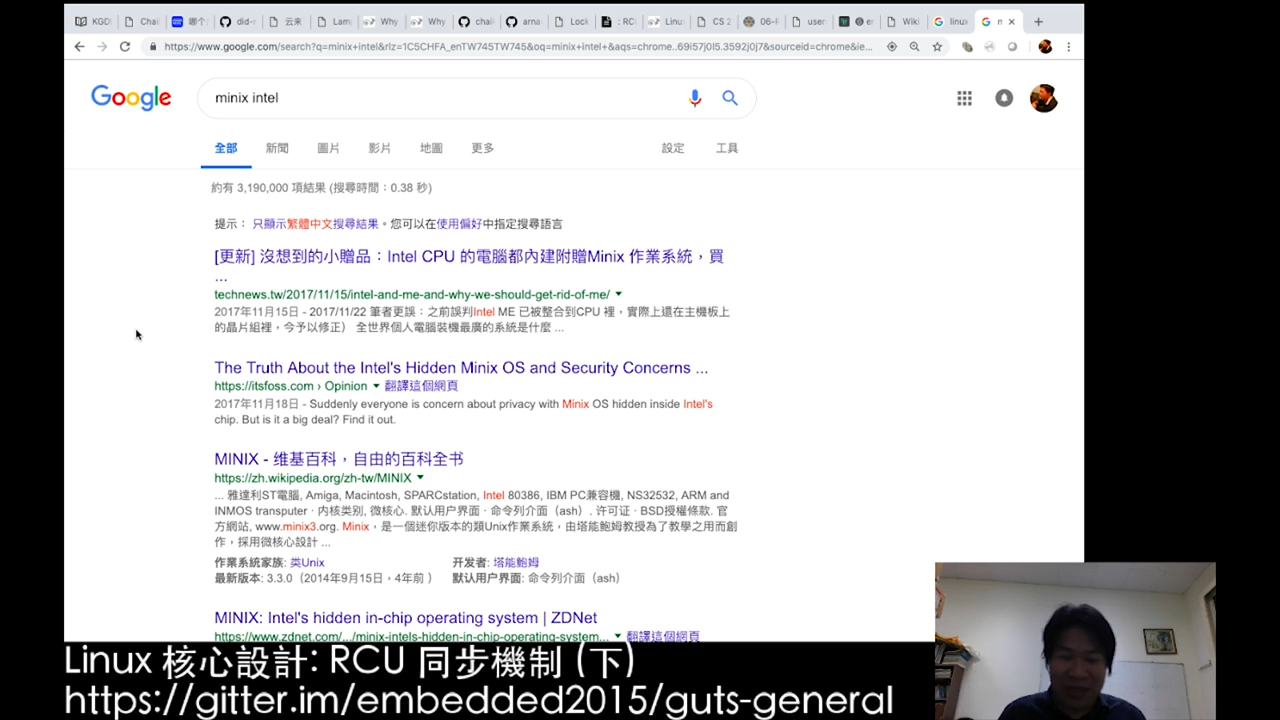 KGD
Chai
哪个
did-r
云来
Lam
Why
Why
chai
arna
Lock
: RC
Linu
CS 2
06-F
user
Wiki
linux
https://www.google.com/search?q=minix+intel&rlz=1C5CHFA_enTW745TW745&oq=minix+intel+&aqs=chrome..69i57j0l5.3592j0j7&sourceid=chrome&ie...
Google
minix intel
全部 新聞 圖片 影片 地圖 更多 設定 工具
約有 3,190,000 項結果 (搜尋時間：0.38 秒)
提示： 只顯示繁體中文搜尋結果。您可以在使用偏好中指定搜尋語言
[更新] 沒想到的小贈品：Intel CPU 的電腦都內建附贈Minix 作業系統，買
...
technews.tw/2017/11/15/intel-and-me-and-why-we-should-get-rid-of-me/
2017年11月15日 - 2017/11/22 筆者更誤：之前誤判Intel ME 已被整合到CPU 裡，實際上還在主機板上
的晶片組裡，今予以修正） 全世界個人電腦裝機最廣的系統是什麼 ...
The Truth About the Intel's Hidden Minix OS and Security Concerns ...
https://itsfoss.com › Opinion 翻譯這個網頁
2017年11月18日 - Suddenly everyone is concern about privacy with Minix OS hidden inside Intel's
chip. But is it a big deal? Find it out.
MINIX - 维基百科，自由的百科全书
https://zh.wikipedia.org/zh-tw/MINIX
... 雅達利ST電腦, Amiga, Macintosh, SPARCstation, Intel 80386, IBM PC兼容機, NS32532, ARM and
INMOS transputer · 内核类别, 微核心. 默认用户界面 · 命令列介面（ash）. 许可证 · BSD授權條款. 官
方網站, www.minix3.org. Minix，是一個迷你版本的類Unix作業系統，由塔能鮑姆教授為了教學之用而創
作，採用微核心設計 ...
作業系統家族: 类Unix 开发者: 塔能鮑姆
最新版本: 3.3.0（2014年9月15日，4年前 ） 默认用户界面: 命令列介面（ash）
MINIX: Intel's hidden in-chip operating system | ZDNet
https://www.zdnet.com/.../minix-intels-hidden-in-chip-operating-system... 翻譯這個網頁
Linux 核心設計: RCU 同步機制 (下)
https://gitter.im/embedded2015/guts-general